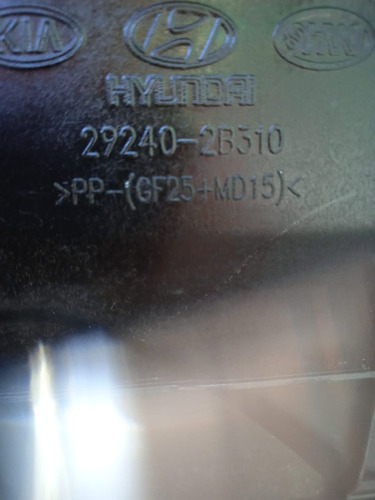 KIA
HYUNDAI
29240-2B310
>PP-(GF25+MD15)<